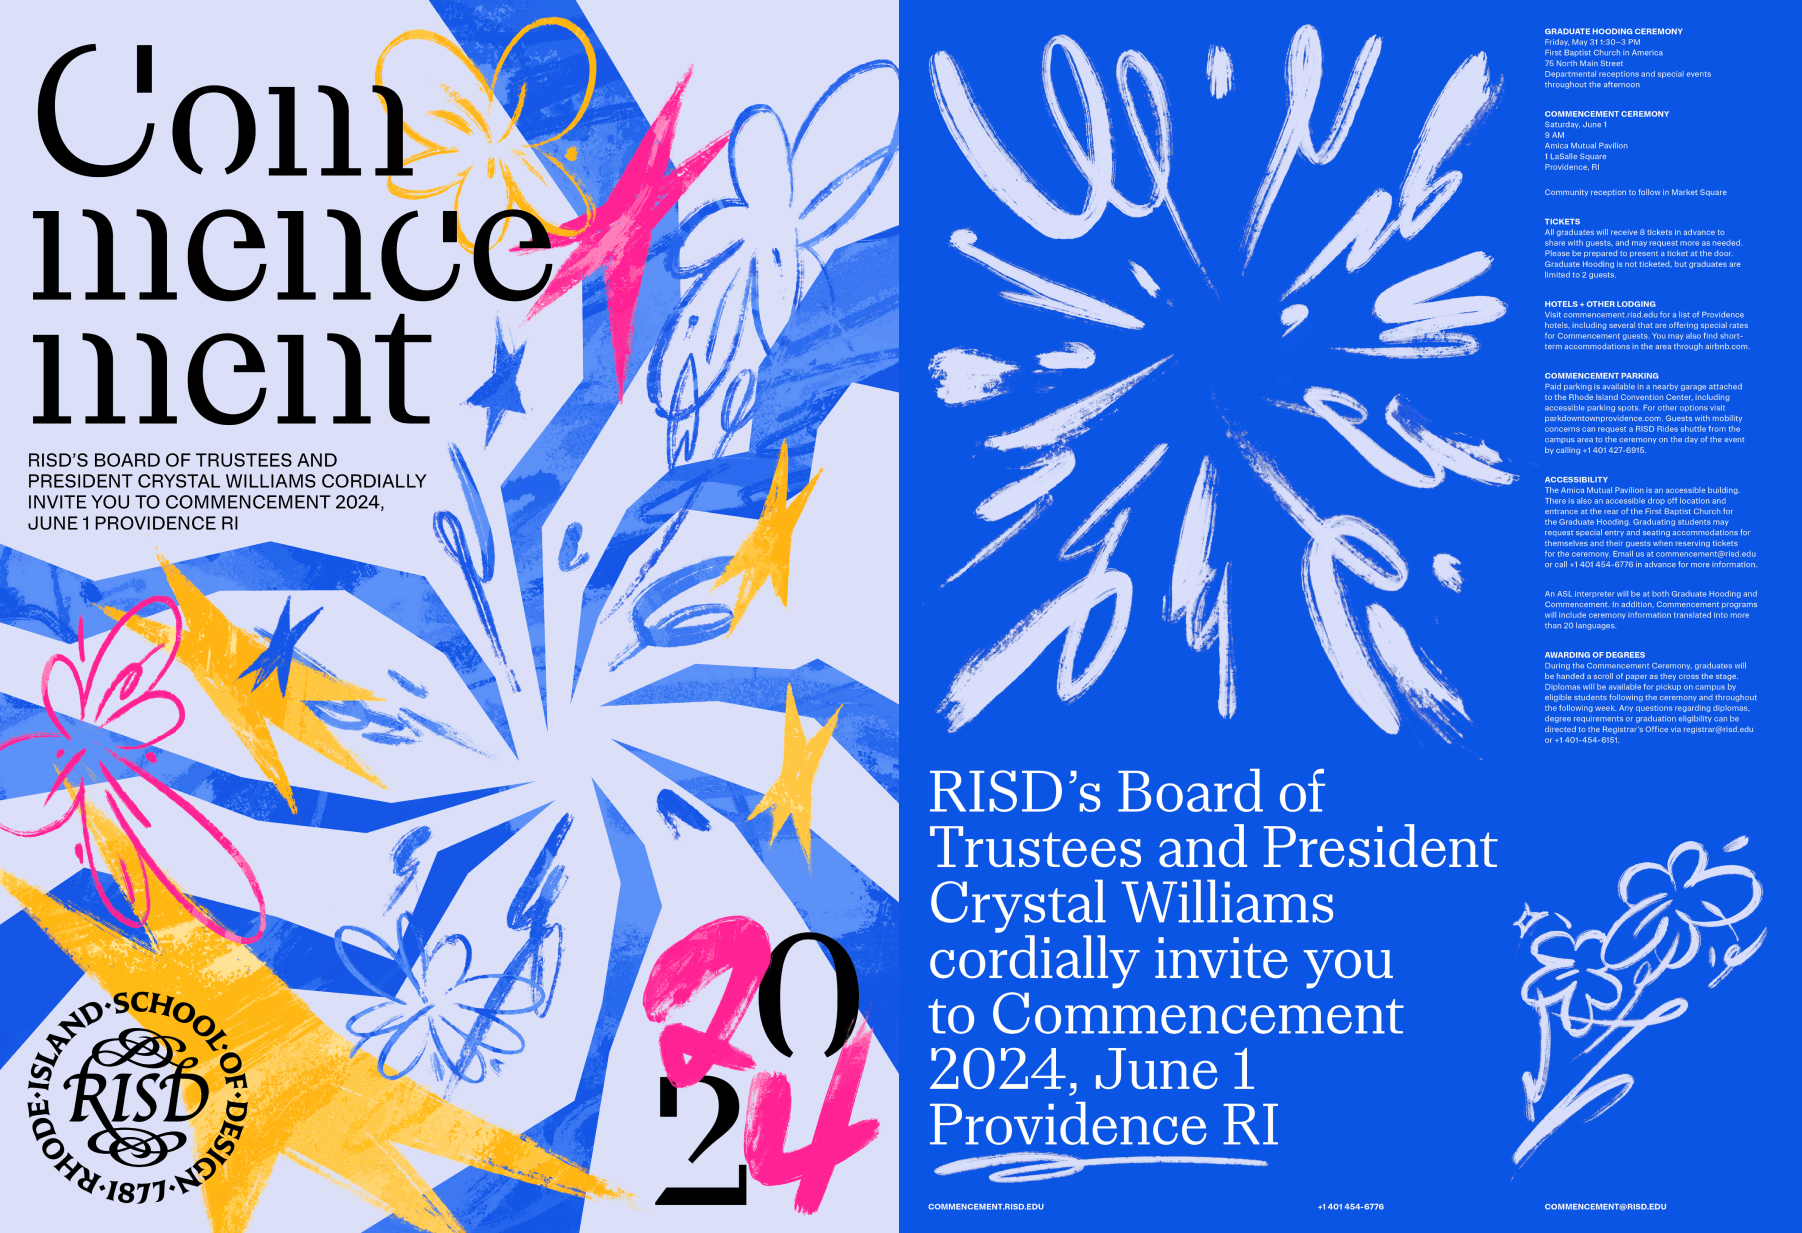 Com
mence
ment
RISD'S BOARD OF TRUSTEES AND
PRESIDENT CRYSTAL WILLIAMS CORDIALLY
INVITE YOU TO COMMENCEMENT 2024,
JUNE 1 PROVIDENCE RI
RHODE·ISLAND·SCHOOL·OF·DESIGN·1877·
RISD
20
24
GRADUATE HOODING CEREMONY
Friday, May 31 1:30–3 PM
First Baptist Church in America
75 North Main Street
Departmental receptions and special events
throughout the afternoon
COMMENCEMENT CEREMONY
Saturday, June 1
9 AM
Amica Mutual Pavilion
1 LaSalle Square
Providence, RI
Community reception to follow in Market Square
TICKETS
All graduates will receive 8 tickets in advance to
share with guests, and may request more as needed.
Please be prepared to present a ticket at the door.
Graduate Hooding is not ticketed, but graduates are
limited to 2 guests.
HOTELS + OTHER LODGING
Visit commencement.risd.edu for a list of Providence
hotels, including several that are offering special rates
for Commencement guests. You may also find short-
term accommodations in the area through airbnb.com.
COMMENCEMENT PARKING
Paid parking is available in a nearby garage attached
to the Rhode Island Convention Center, including
accessible parking spots. For other options visit
parkdowntownprovidence.com. Guests with mobility
concerns can request a RISD Rides shuttle from the
campus area to the ceremony on the day of the event
by calling +1 401 427-6915.
ACCESSIBILITY
The Amica Mutual Pavilion is an accessible building.
There is also an accessible drop off location and
entrance at the rear of the First Baptist Church for
the Graduate Hooding. Graduating students may
request special entry and seating accommodations for
themselves and their guests when reserving tickets
for the ceremony. Email us at commencement@risd.edu
or call +1 401 454-6776 in advance for more information.
An ASL interpreter will be at both Graduate Hooding and
Commencement. In addition, Commencement programs
will include ceremony information translated into more
than 20 languages.
AWARDING OF DEGREES
During the Commencement Ceremony, graduates will
be handed a scroll of paper as they cross the stage.
Diplomas will be available for pickup on campus by
eligible students following the ceremony and throughout
the following week. Any questions regarding diplomas,
degree requirements or graduation eligibility can be
directed to the Registrar's Office via registrar@risd.edu
or +1 401-454-6151.
RISD's Board of
Trustees and President
Crystal Williams
cordially invite you
to Commencement
2024, June 1
Providence RI
COMMENCEMENT.RISD.EDU
+1 401 454-6776
COMMENCEMENT@RISD.EDU